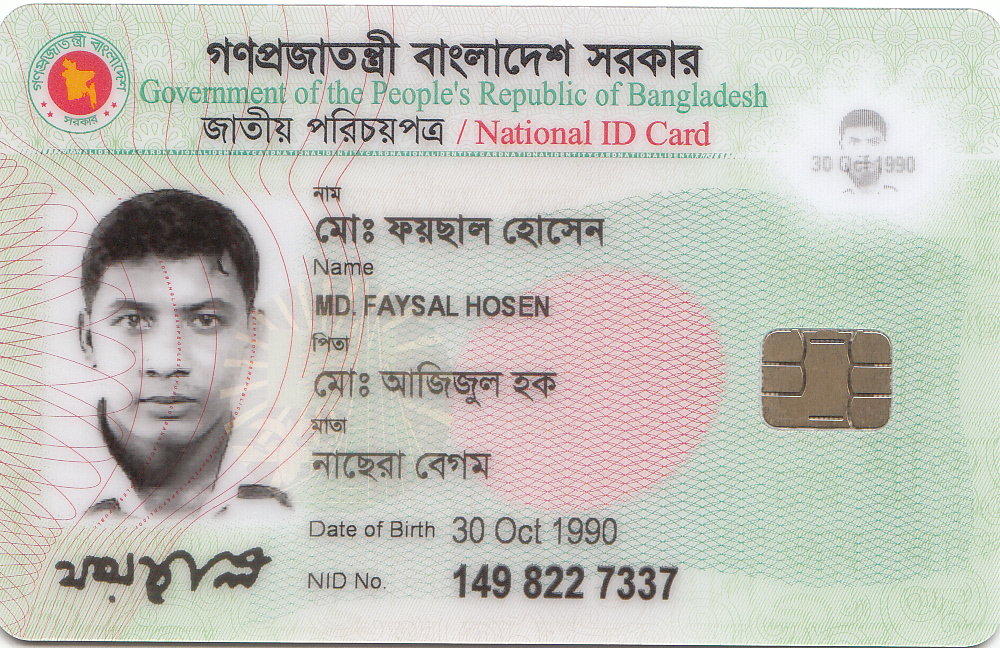 গণপ্রজাতন্ত্রী বাংলাদেশ
সরকার
গণপ্রজাতন্ত্রী বাংলাদেশ সরকার
Government of the People's Republic of Bangladesh
জাতীয় পরিচয়পত্র / National ID Card
30 Oct 1990
নাম
মোঃ ফয়ছাল হোসেন
Name
MD. FAYSAL HOSEN
পিতা
মোঃ আজিজুল হক
মাতা
নাছেরা বেগম
Date of Birth 30 Oct 1990
NID No. 149 822 7337